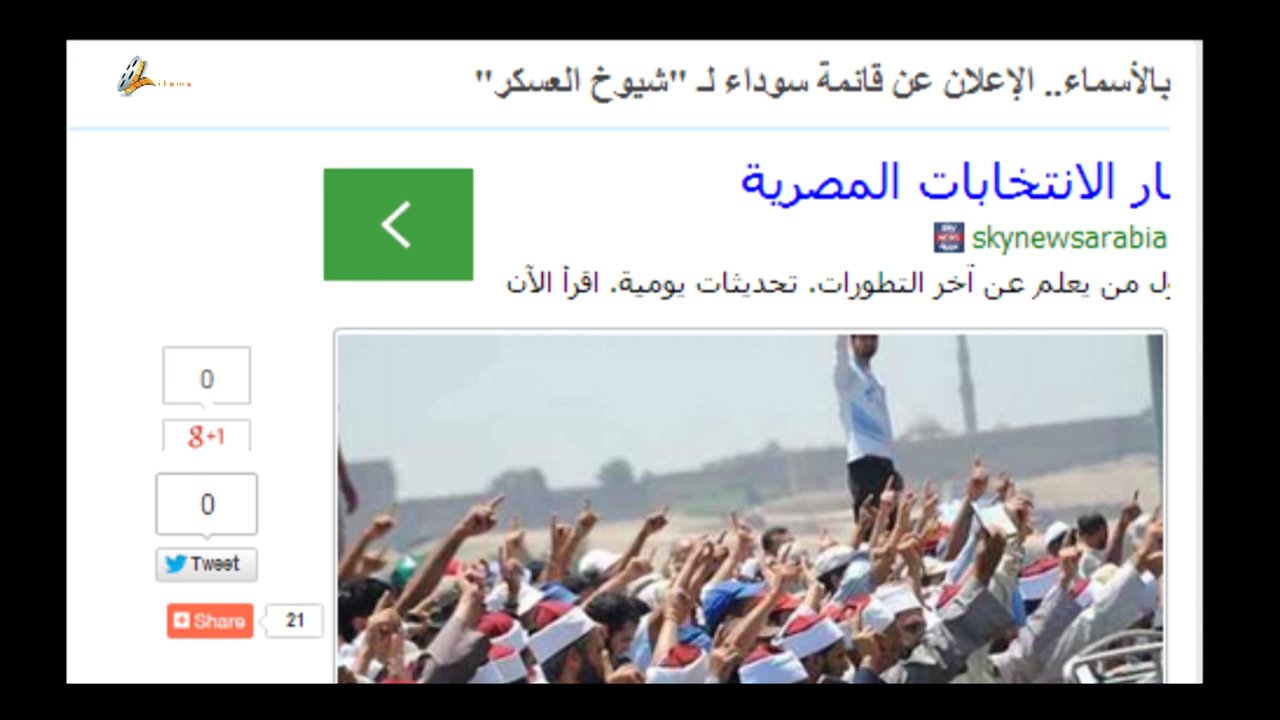 بالأسماء.. الإعلان عن قائمة سوداء لـ "شيوخ العسكر"
ار الانتخابات المصرية
skynewsarabia
ل من يعلم عن آخر التطورات. تحديثات يومية. اقرأ الآن
0
g+1
0
Tweet
Share 21